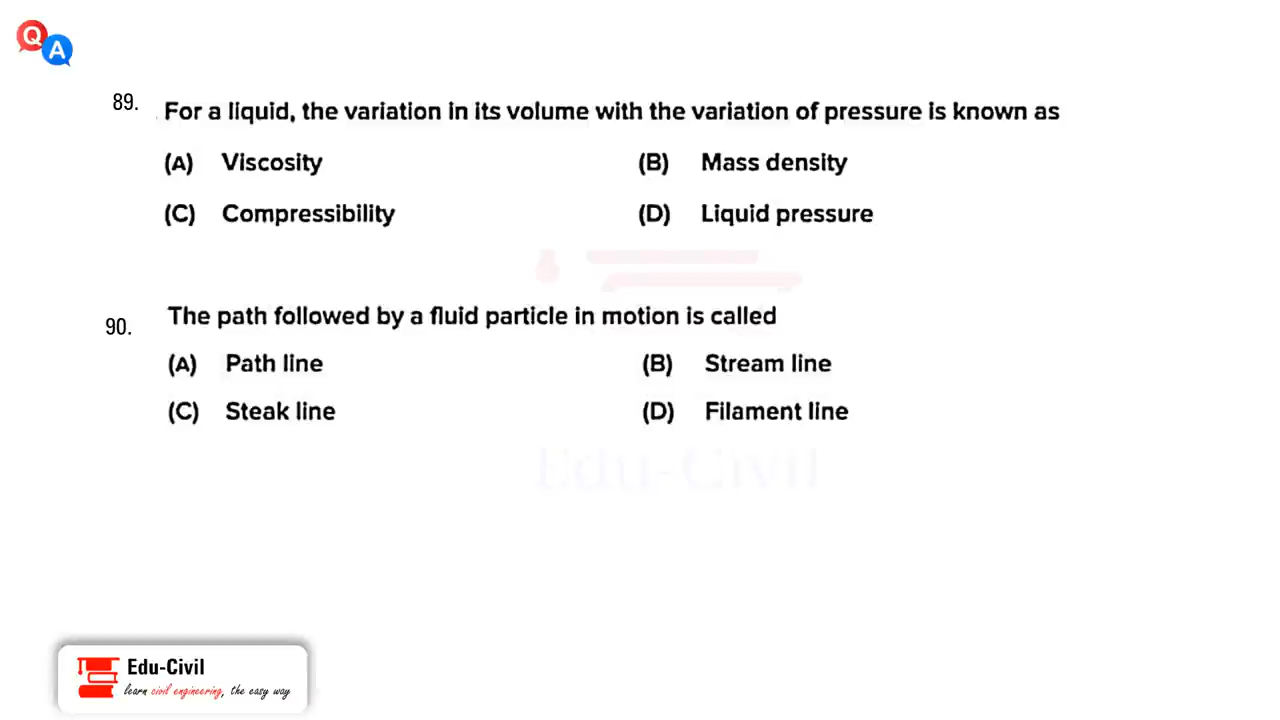 Q
A
89. For a liquid, the variation in its volume with the variation of pressure is known as
(A) Viscosity (B) Mass density
(C) Compressibility (D) Liquid pressure
90. The path followed by a fluid particle in motion is called
(A) Path line (B) Stream line
(C) Steak line (D) Filament line
Edu-Civil
Edu-Civil
learn civil engineering, the easy way